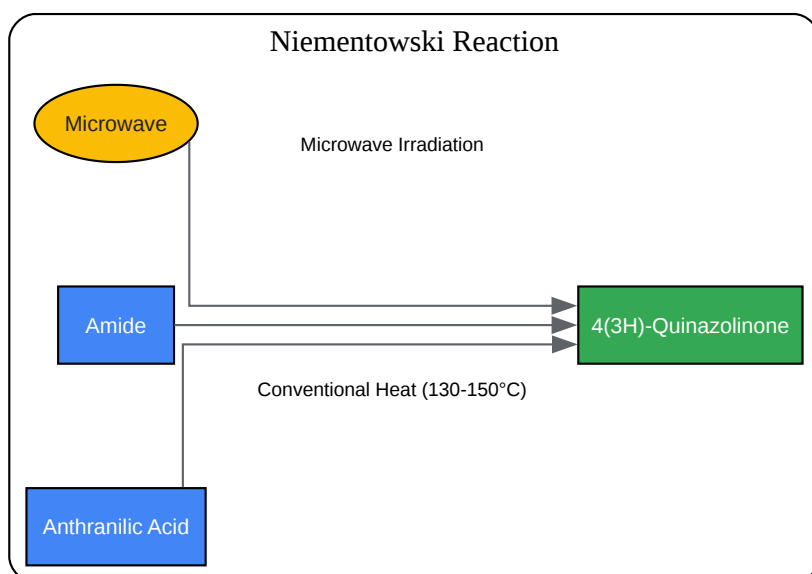 Niementowski Reaction
Microwave
Microwave Irradiation
Amide
4(3H)-Quinazolinone
Conventional Heat (130-150°C)
Anthranilic Acid